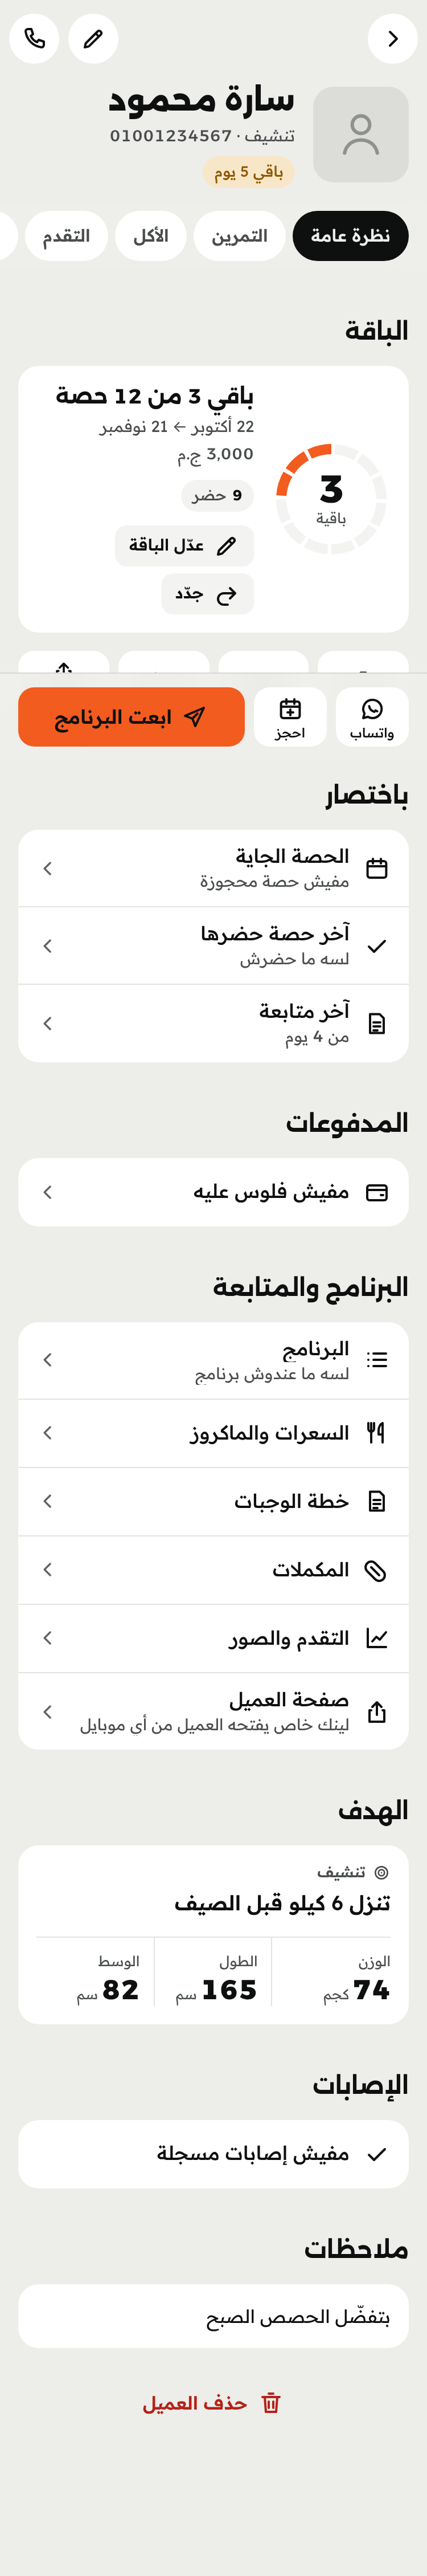 سارة محمود
تنشيف · 01001234567
باقي 5 يوم
نظرة عامة
التمرين
الأكل
التقدم
الباقة
3
باقية
باقي 3 من 12 حصة
22 أكتوبر ← 21 نوفمبر
3,000 ج.م
9 حضر
عدّل الباقة
جدّد
واتساب
احجز
ابعت البرنامج
باختصار
الحصة الجاية
مفيش حصة محجوزة
آخر حصة حضرها
لسه ما حضرش
آخر متابعة
من 4 يوم
المدفوعات
مفيش فلوس عليه
البرنامج والمتابعة
البرنامج
لسه ما عندوش برنامج
السعرات والماكروز
خطة الوجبات
المكملات
التقدم والصور
صفحة العميل
لينك خاص يفتحه العميل من أي موبايل
الهدف
تنشيف
تنزل 6 كيلو قبل الصيف
الوزن
74 كجم
الطول
165 سم
الوسط
82 سم
الإصابات
مفيش إصابات مسجلة
ملاحظات
بتفضّل الحصص الصبح
حذف العميل